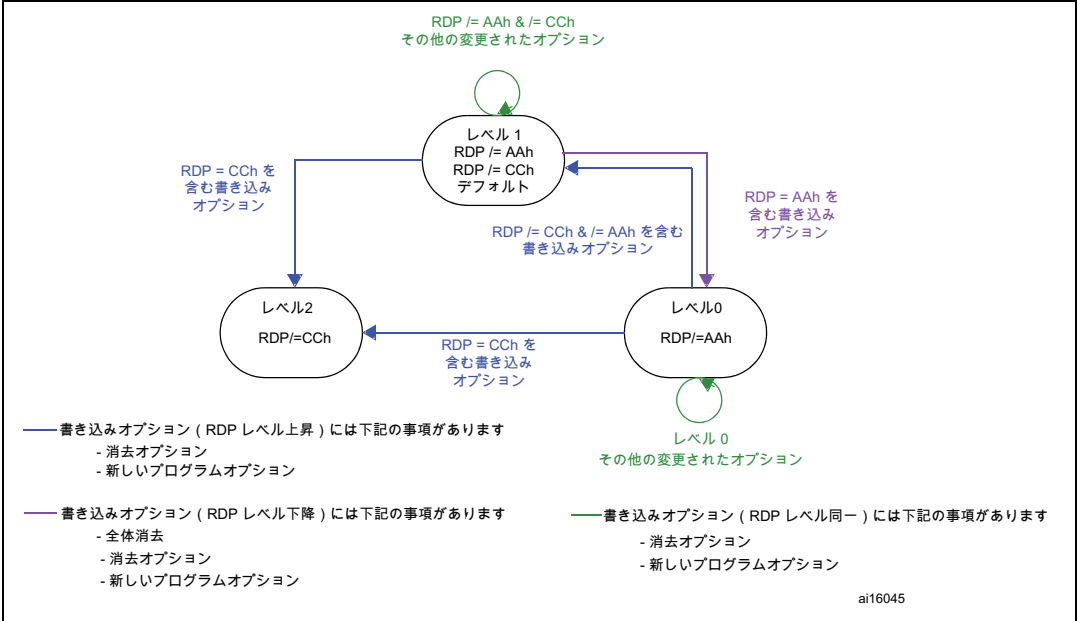 RDP /= AAh & /= CCh
その他の変更されたオプション
レベル 1
RDP /= AAh
RDP /= CCh
デフォルト
RDP = CCh を
含む書き込み
オプション
RDP = AAh を
含む書き込み
オプション
RDP /= CCh & /= AAh を含む
書き込みオプション
レベル2
RDP/=CCh
レベル0
RDP/=AAh
RDP = CCh を
含む書き込み
オプション
レベル 0
その他の変更されたオプション
書き込みオプション ( RDP レベル上昇 ) には下記の事項があります
- 消去オプション
- 新しいプログラムオプション
書き込みオプション ( RDP レベル下降 ) には下記の事項があります
- 全体消去
- 消去オプション
- 新しいプログラムオプション
書き込みオプション ( RDP レベル同一 ) には下記の事項があります
- 消去オプション
- 新しいプログラムオプション
ai16045